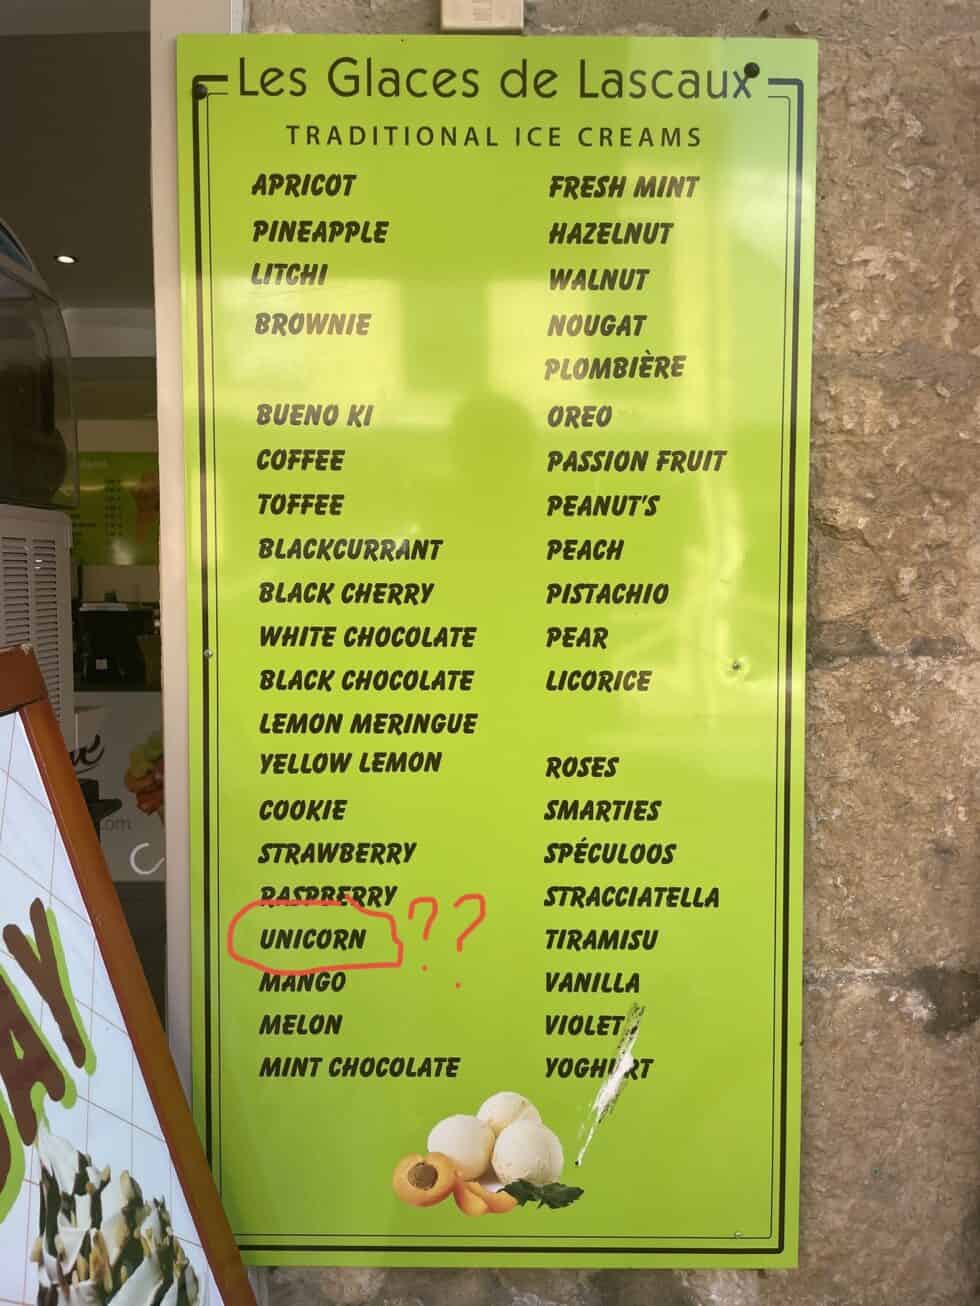 Les Glaces de Lascaux
TRADITIONAL ICE CREAMS
APRICOT
PINEAPPLE
LITCHI
BROWNIE
BUENO KI
COFFEE
TOFFEE
BLACKCURRANT
BLACK CHERRY
WHITE CHOCOLATE
BLACK CHOCOLATE
LEMON MERINGUE
YELLOW LEMON
COOKIE
STRAWBERRY
RASPBERRY
UNICORN ??
MANGO
MELON
MINT CHOCOLATE
FRESH MINT
HAZELNUT
WALNUT
NOUGAT
PLOMBIÈRE
OREO
PASSION FRUIT
PEANUT'S
PEACH
PISTACHIO
PEAR
LICORICE
ROSES
SMARTIES
SPÉCULOOS
STRACCIATELLA
TIRAMISU
VANILLA
VIOLET
YOGHURT